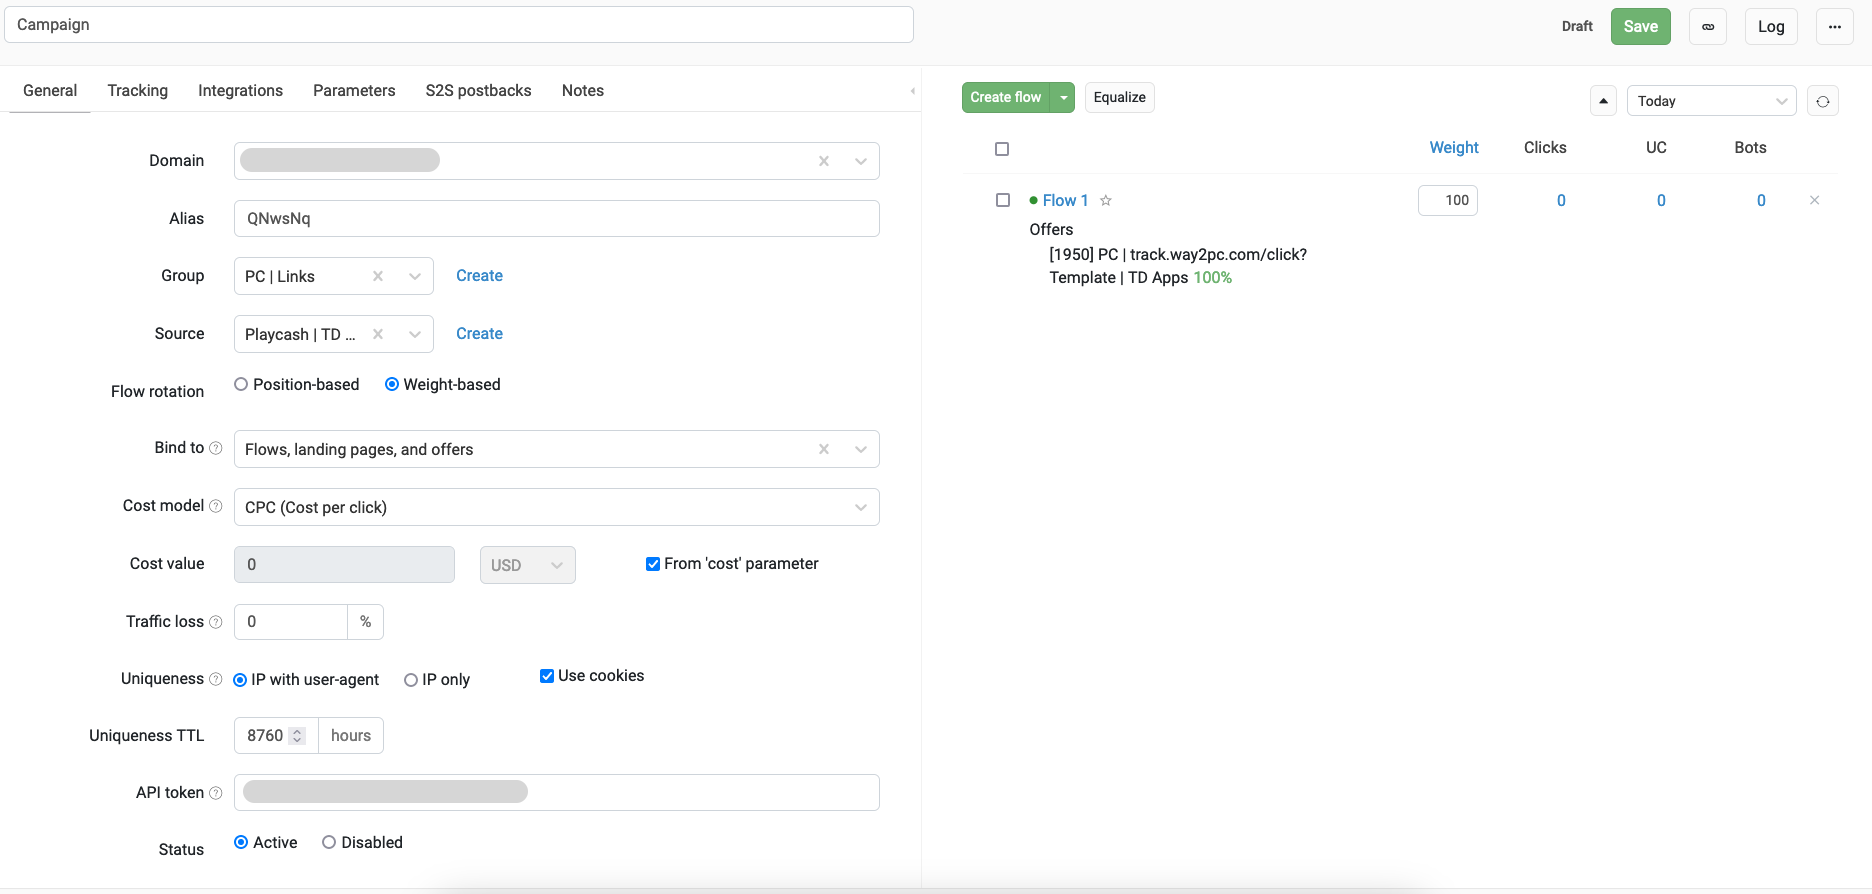 Campaign
Draft
Save
Log
General
Tracking
Integrations
Parameters
S2S postbacks
Notes
Domain
Alias
QNwsNq
Group
PC | Links
Create
Source
Playcash | TD ...
Create
Flow rotation
Position-based
Weight-based
Bind to
Flows, landing pages, and offers
Cost model
CPC (Cost per click)
Cost value
0
USD
From 'cost' parameter
Traffic loss
0
%
Uniqueness
IP with user-agent
IP only
Use cookies
Uniqueness TTL
8760
hours
API token
Status
Active
Disabled
Create flow
Equalize
Today
Weight
Clicks
UC
Bots
Flow 1
100
0
0
0
Offers
[1950] PC | track.way2pc.com/click?
Template | TD Apps 100%